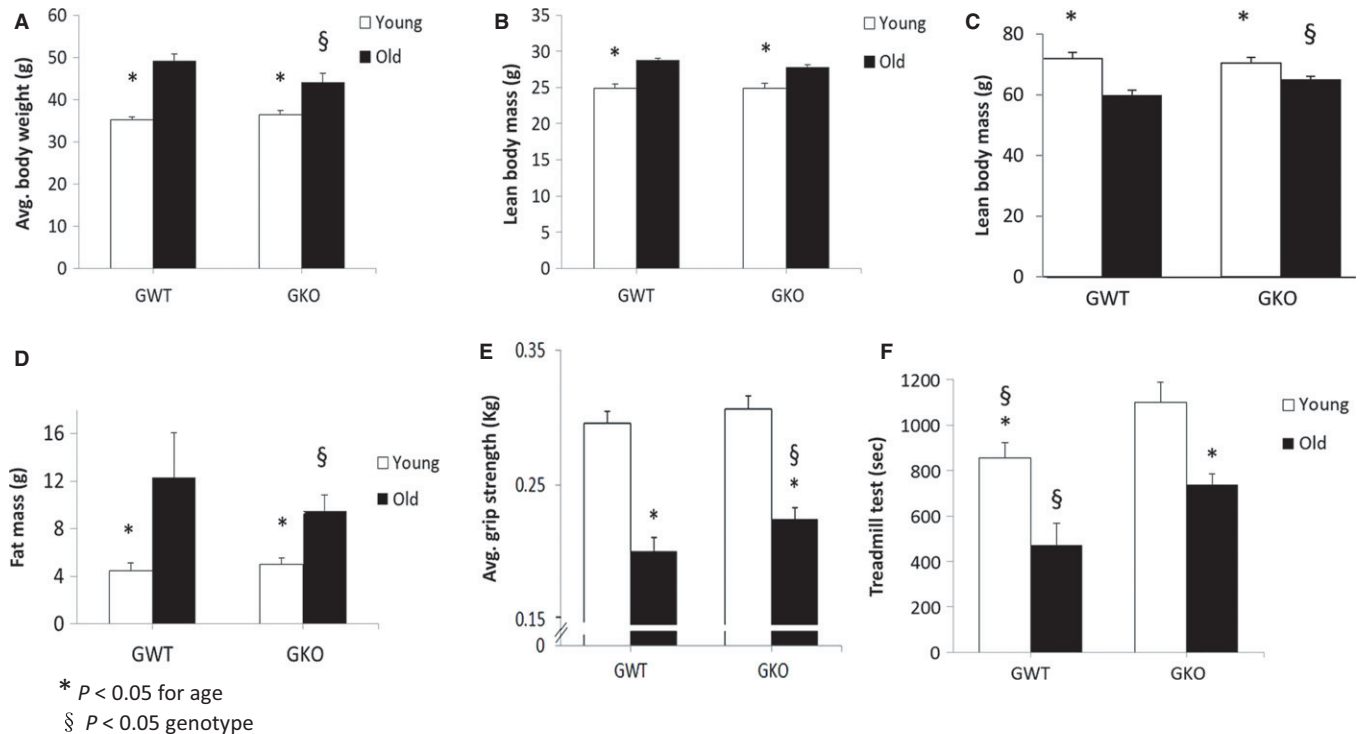 A
Avg. body weight (g)
60
50
40
30
20
10
0
*
*
§
GWT
GKO
Young
Old
B
Lean body mass (g)
35
30
25
20
15
10
5
0
*
*
GWT
GKO
Young
Old
C
Lean body mass (g)
80
60
40
20
0
*
*
§
GWT
GKO
D
Fat mass (g)
16
12
8
4
0
*
*
§
GWT
GKO
Young
Old
E
Avg. grip strength (Kg)
0.35
0.25
0.15
0
*
§
*
GWT
GKO
F
Treadmill test (sec)
1200
1000
800
600
400
200
0
§
*
§
*
GWT
GKO
Young
Old
* P < 0.05 for age
§ P < 0.05 genotype